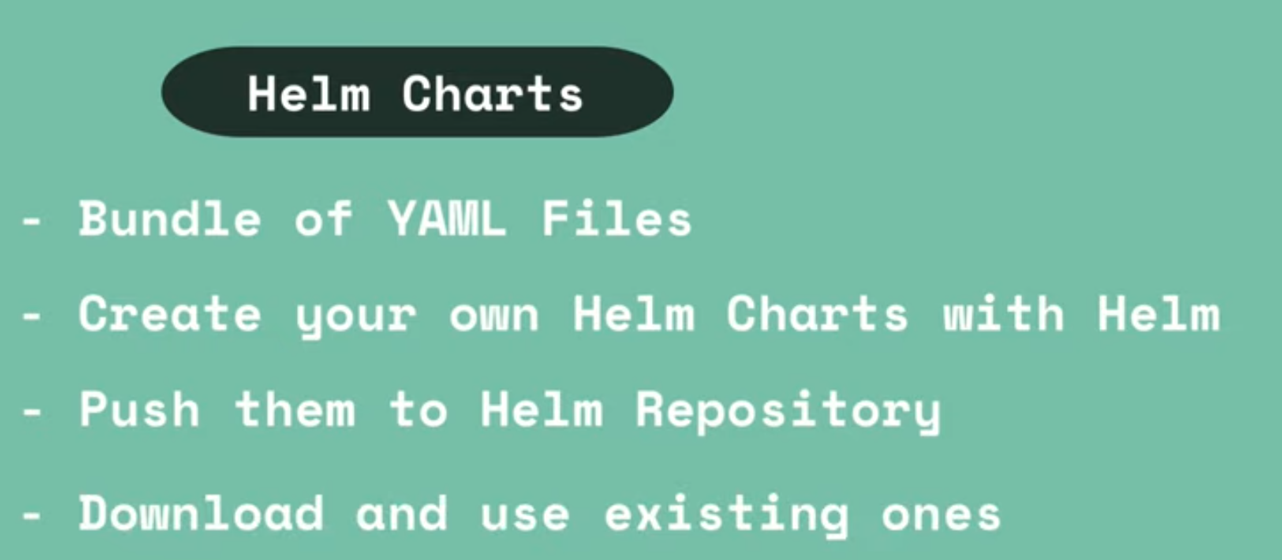 Helm Charts
- Bundle of YAML Files
- Create your own Helm Charts with Helm
- Push them to Helm Repository
- Download and use existing ones